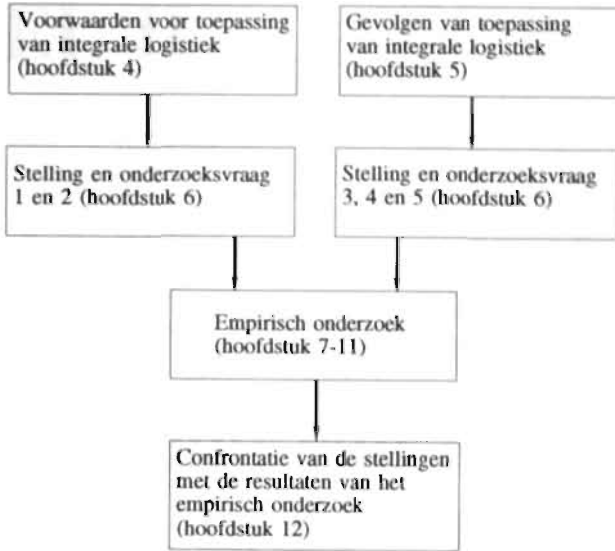 Voorwaarden voor toepassing
van integrale logistiek
(hoofdstuk 4)
Gevolgen van toepassing
van integrale logistiek
(hoofdstuk 5)
Stelling en onderzoeksvraag
1 en 2 (hoofdstuk 6)
Stelling en onderzoeksvraag
3, 4 en 5 (hoofdstuk 6)
Empirisch onderzoek
(hoofdstuk 7-11)
Confrontatie van de stellingen
met de resultaten van het
empirisch onderzoek
(hoofdstuk 12)